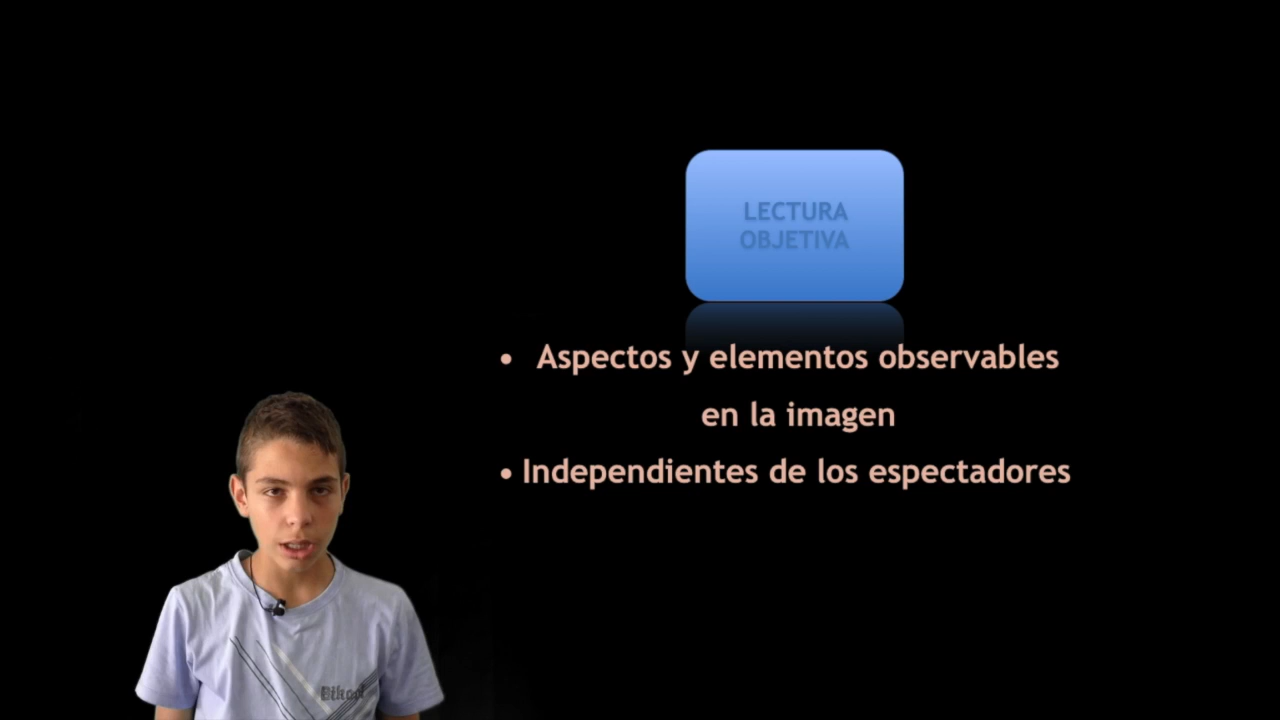 LECTURA
OBJETIVA
• Aspectos y elementos observables
en la imagen
• Independientes de los espectadores